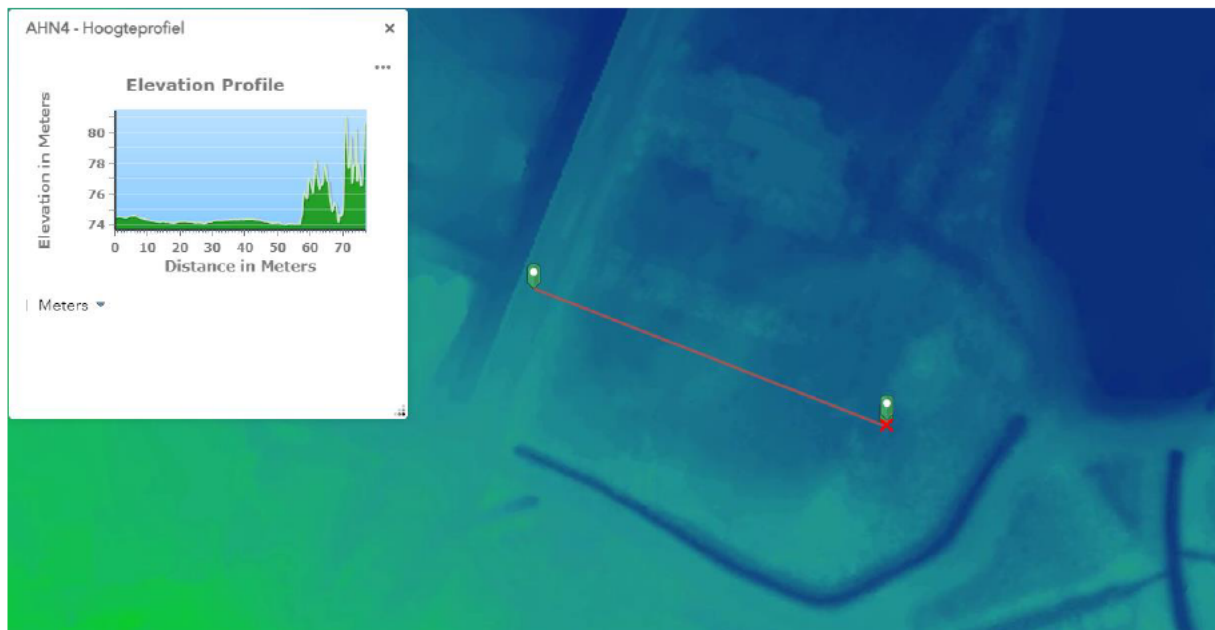 AHN4 - Hoogteprofiel ×
Elevation Profile
Elevation in Meters
80
78
76
74
0 10 20 30 40 50 60 70
Distance in Meters
Meters